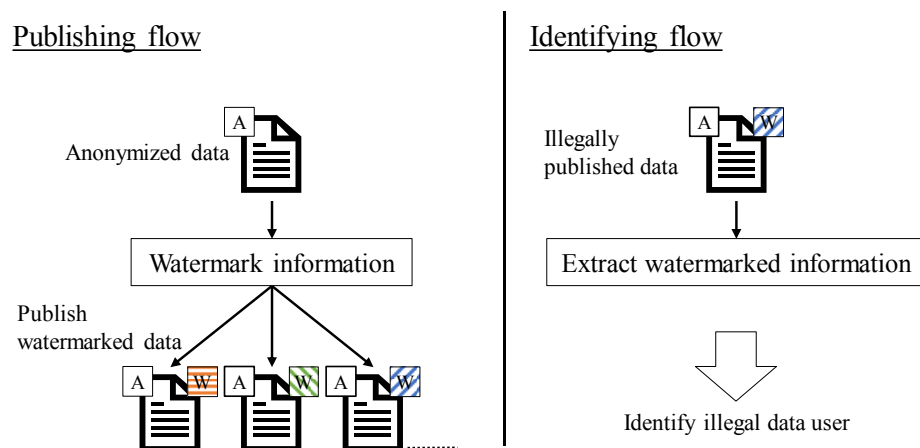 Publishing flow
A
Anonymized data
Watermark information
Publish
watermarked data
A W A W A W
Identifying flow
A W
Illegally
published data
Extract watermarked information
Identify illegal data user